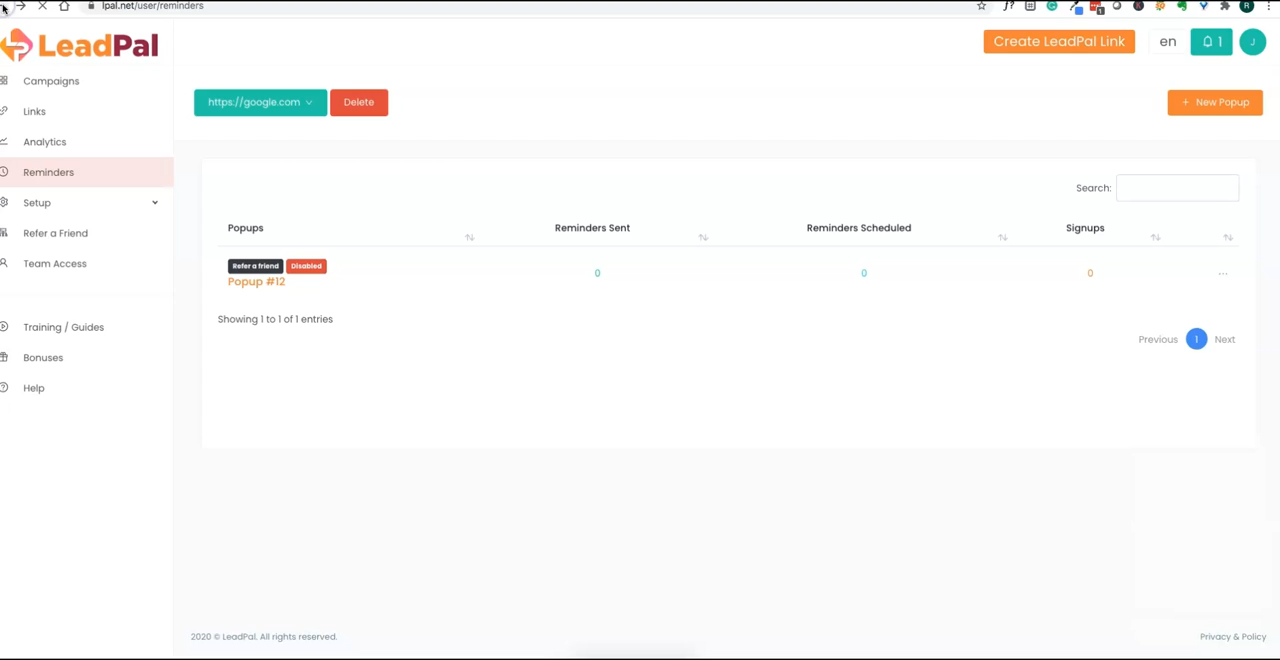 lpal.net/user/reminders
LeadPal
Create LeadPal Link
en
1
J
Campaigns
Links
Analytics
Reminders
Setup
Refer a Friend
Team Access
Training / Guides
Bonuses
Help
https://google.com
Delete
+ New Popup
Search:
Popups Reminders Sent Reminders Scheduled Signups
Refer a friend Disabled
Popup #12 0 0 0 ...
Showing 1 to 1 of 1 entries
Previous 1 Next
2020 © LeadPal. All rights reserved.
Privacy & Policy